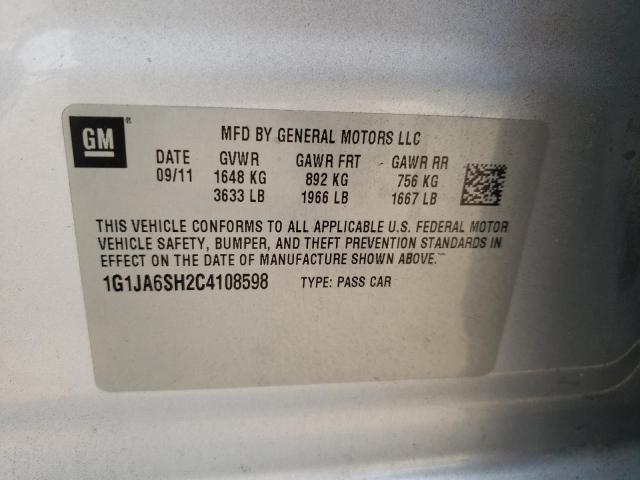 GM®
MFD BY GENERAL MOTORS LLC
DATE GVWR GAWR FRT GAWR RR
09/11 1648 KG 892 KG 756 KG
3633 LB 1966 LB 1667 LB
THIS VEHICLE CONFORMS TO ALL APPLICABLE U.S. FEDERAL MOTOR
VEHICLE SAFETY, BUMPER, AND THEFT PREVENTION STANDARDS IN
EFFECT ON THE DATE OF MANUFACTURE SHOWN ABOVE.
1G1JA6SH2C4108598 TYPE: PASS CAR